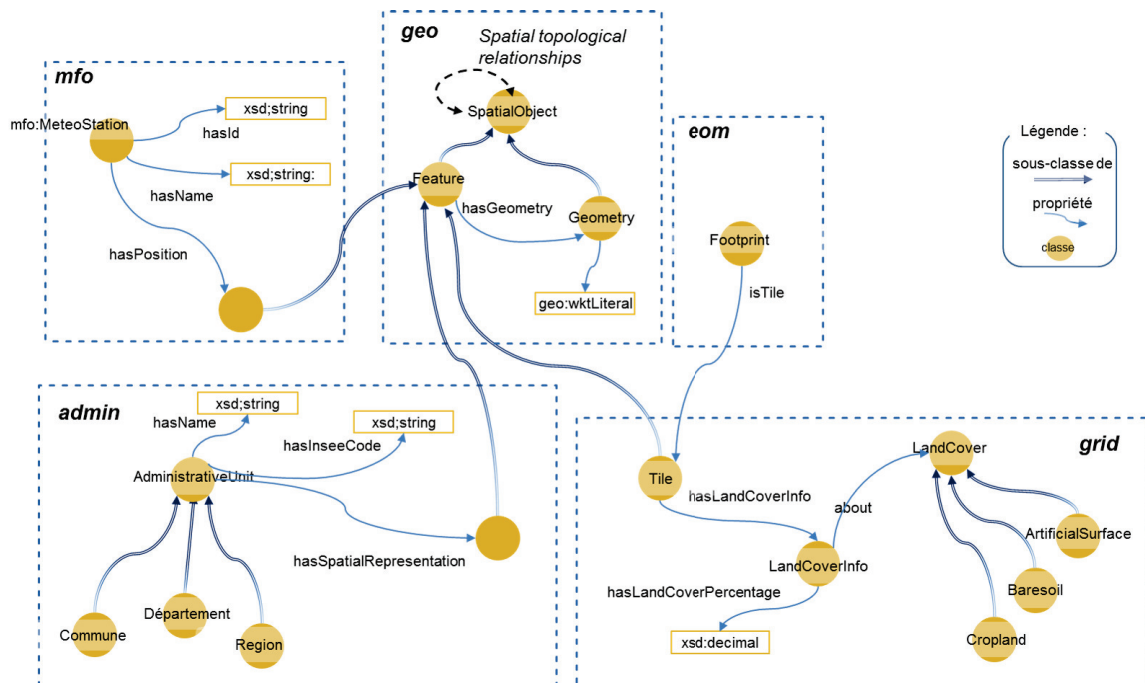 geo
Spatial topological
relationships
SpatialObject
Feature
hasGeometry
Geometry
geo:wktLiteral
mfo
mfo:MeteoStation
xsd;string
hasId
xsd;string:
hasName
hasPosition
eom
Footprint
isTile
Légende :
sous-classe de
propriété
classe
admin
xsd;string
hasName
xsd;string
hasInseeCode
AdministrativeUnit
hasSpatialRepresentation
Commune
Département
Region
grid
LandCover
Tile
hasLandCoverInfo
about
ArtificialSurface
LandCoverInfo
Baresoil
hasLandCoverPercentage
Cropland
xsd:decimal